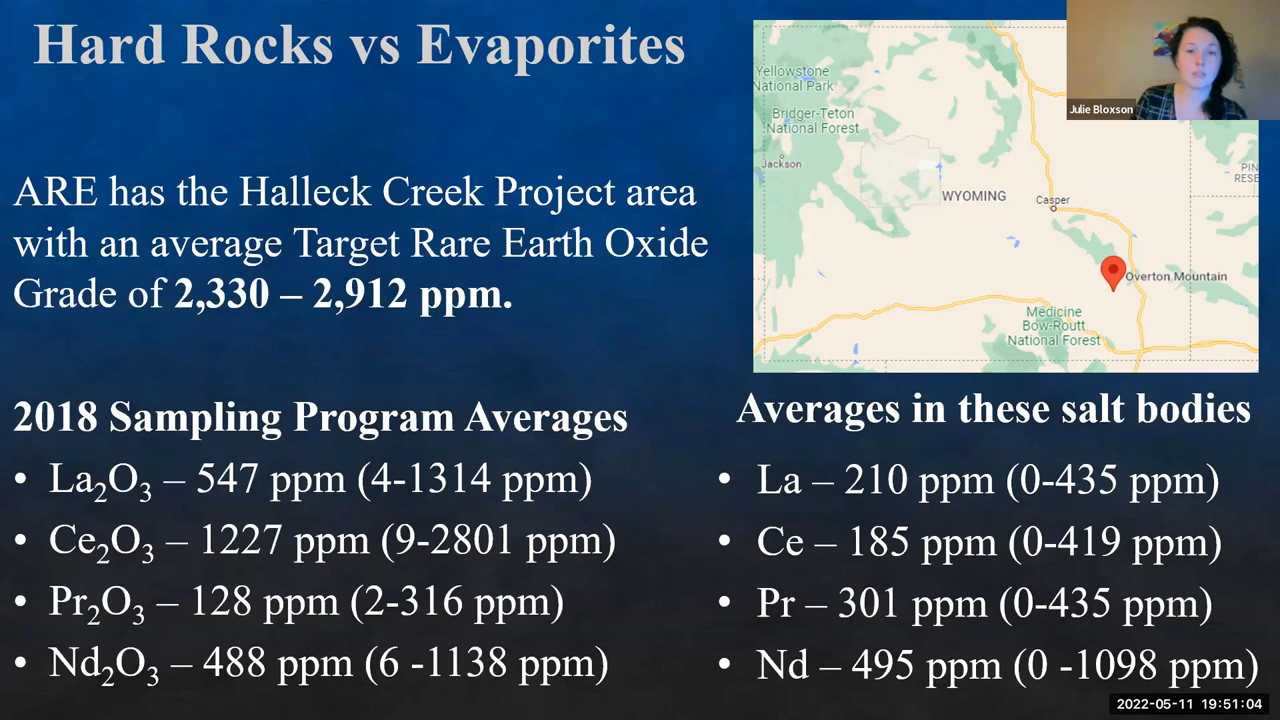 Hard Rocks vs Evaporites
ARE has the Halleck Creek Project area
with an average Target Rare Earth Oxide
Grade of 2,330 – 2,912 ppm.
Yellowstone
National Park
Bridger-Teton
National Forest
Jackson
WYOMING
Casper
PIN
RESE
Overton Mountain
Medicine
Bow-Routt
National Forest
Julie Bloxson
2018 Sampling Program Averages
• La₂O₃ – 547 ppm (4-1314 ppm)
• Ce₂O₃ – 1227 ppm (9-2801 ppm)
• Pr₂O₃ – 128 ppm (2-316 ppm)
• Nd₂O₃ – 488 ppm (6 -1138 ppm)
Averages in these salt bodies
• La – 210 ppm (0-435 ppm)
• Ce – 185 ppm (0-419 ppm)
• Pr – 301 ppm (0-435 ppm)
• Nd – 495 ppm (0 -1098 ppm)
2022-05-11 19:51:04